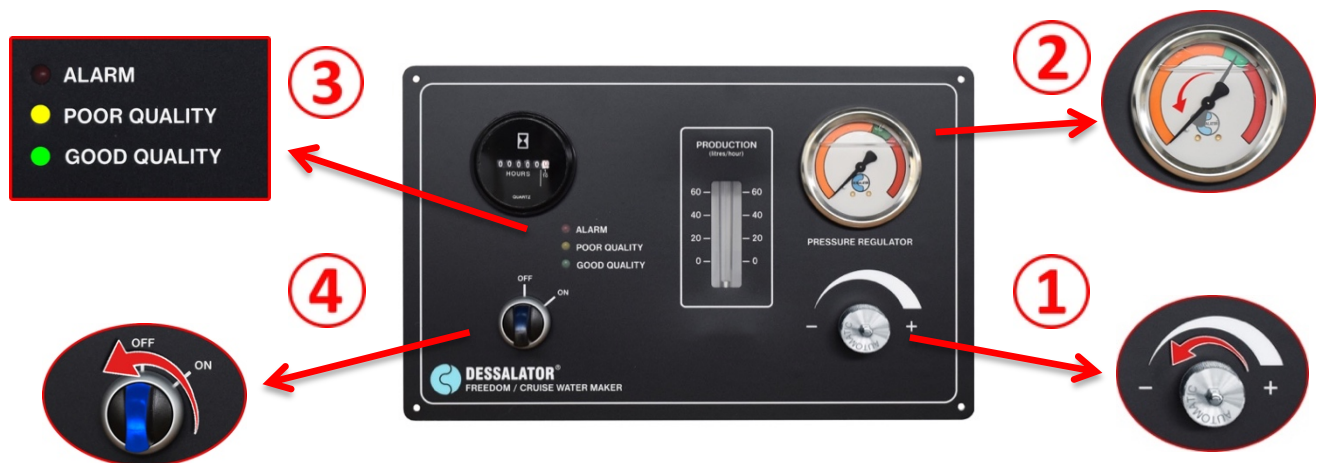 ALARM
POOR QUALITY
GOOD QUALITY
3
2
HOURS
QUARTZ
PRODUCTION
(litres/hour)
60 60
40 40
20 20
0 0
PRESSURE REGULATOR
ALARM
POOR QUALITY
GOOD QUALITY
OFF
ON
4
1
- +
DESSALATOR®
FREEDOM / CRUISE WATER MAKER
OFF
ON
- +